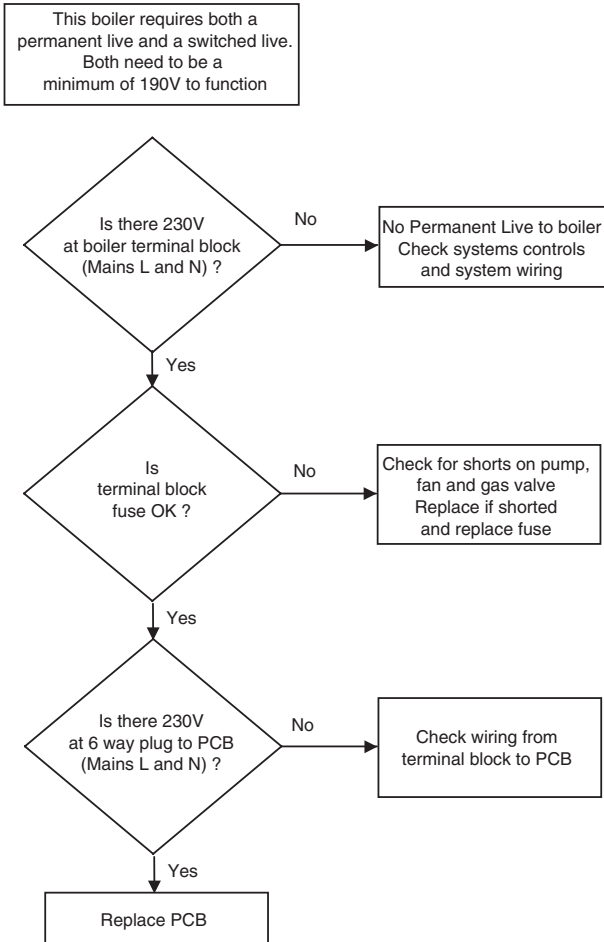 This boiler requires both a
permanent live and a switched live.
Both need to be a
minimum of 190V to function
Is there 230V
at boiler terminal block
(Mains L and N) ?
No
No Permanent Live to boiler
Check systems controls
and system wiring
Yes
Is
terminal block
fuse OK ?
No
Check for shorts on pump,
fan and gas valve
Replace if shorted
and replace fuse
Yes
Is there 230V
at 6 way plug to PCB
(Mains L and N) ?
No
Check wiring from
terminal block to PCB
Yes
Replace PCB